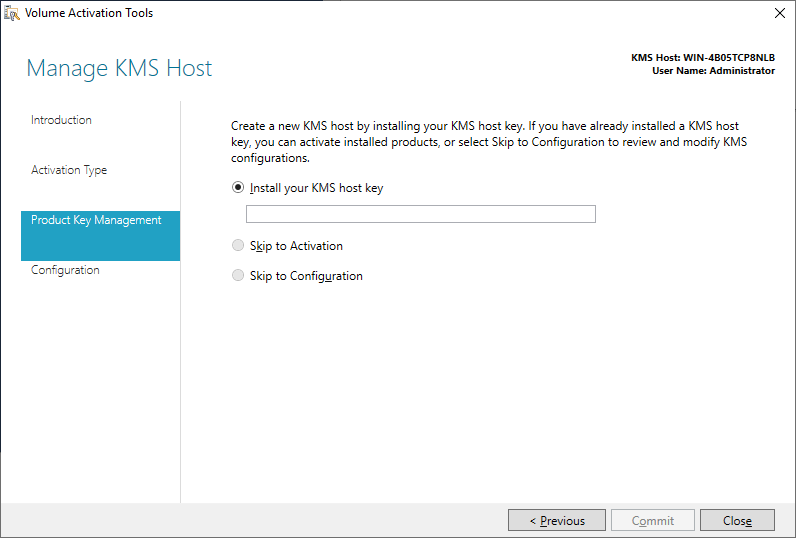 Volume Activation Tools
Manage KMS Host
KMS Host: WIN-4B05TCP8NLB
User Name: Administrator
Introduction
Activation Type
Product Key Management
Configuration
Create a new KMS host by installing your KMS host key. If you have already installed a KMS host
key, you can activate installed products, or select Skip to Configuration to review and modify KMS
configurations.
Install your KMS host key
Skip to Activation
Skip to Configuration
< Previous
Commit
Close